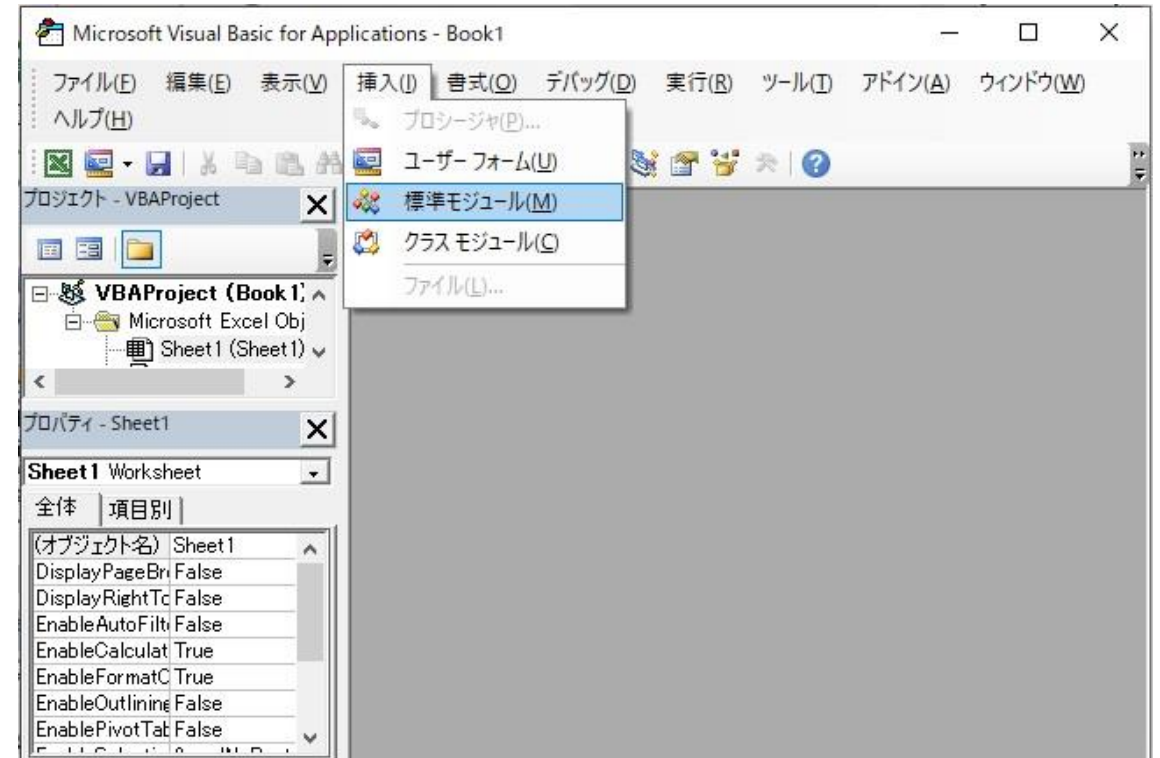 Microsoft Visual Basic for Applications - Book1
ファイル(F) 編集(E) 表示(V) 挿入(I) 書式(O) デバッグ(D) 実行(R) ツール(T) アドイン(A) ウィンドウ(W)
ヘルプ(H)
プロシージャ(P)...
ユーザー フォーム(U)
標準モジュール(M)
クラス モジュール(C)
ファイル(L)...
プロジェクト - VBAProject
VBAProject (Book1)
Microsoft Excel Obj
Sheet1 (Sheet1)
プロパティ - Sheet1
Sheet1 Worksheet
全体 項目別
(オブジェクト名) Sheet1
DisplayPageBr False
DisplayRightTo False
EnableAutoFilt False
EnableCalculat True
EnableFormatC True
EnableOutlining False
EnablePivotTab False